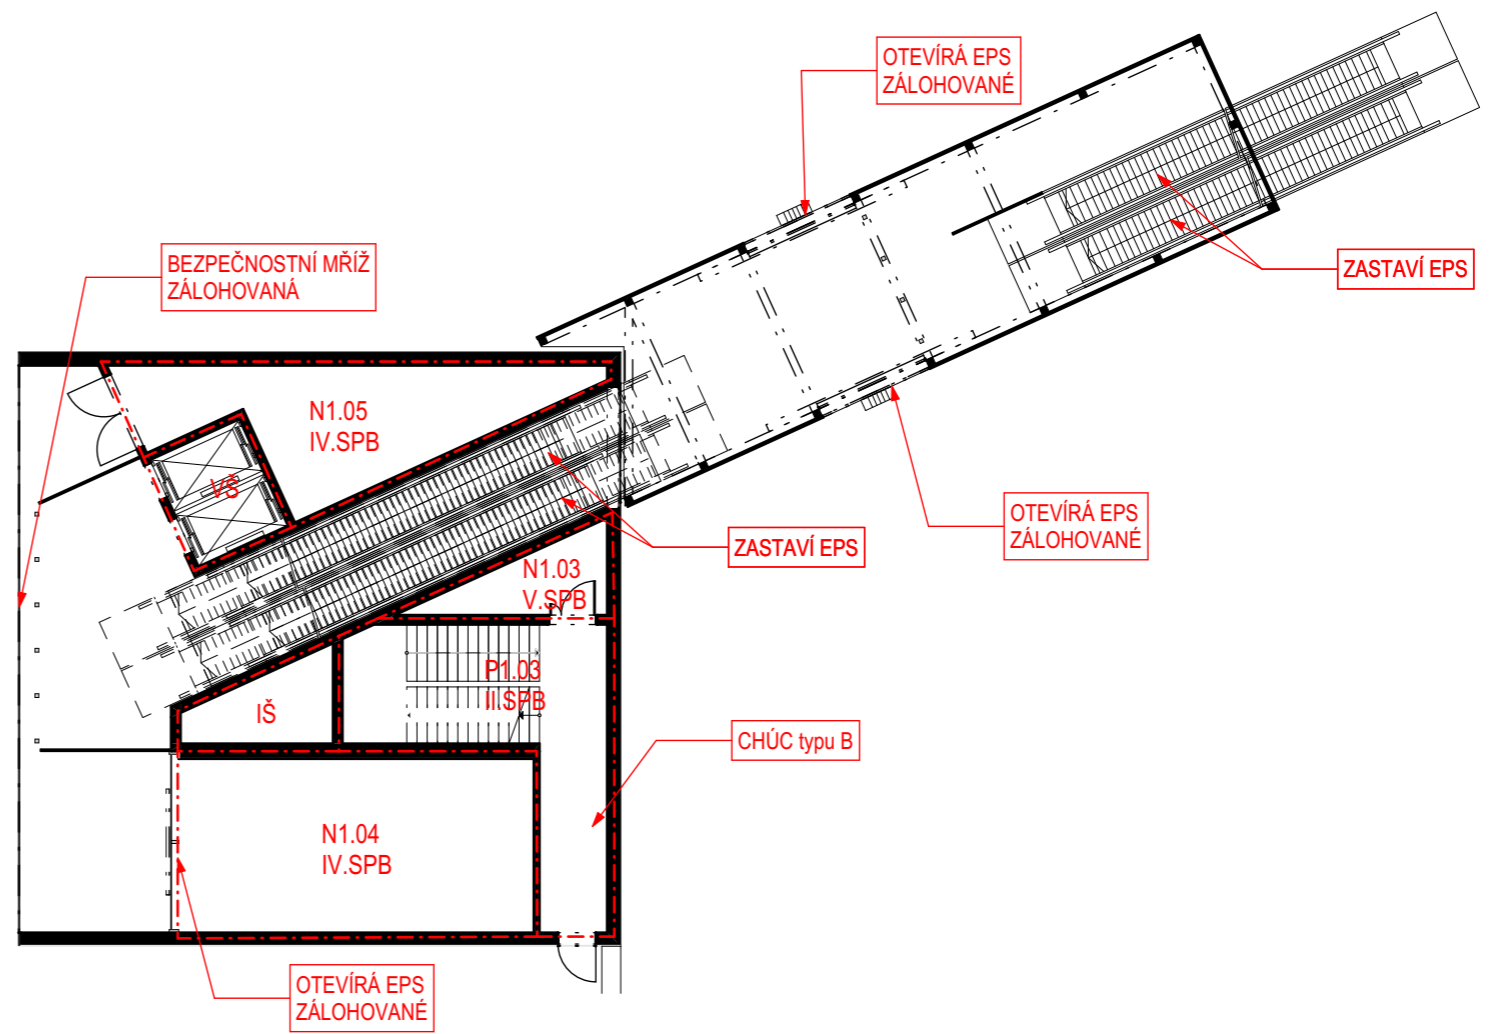 OTEVÍRÁ EPS
ZÁLOHOVANÉ
BEZPEČNOSTNÍ MŘÍŽ
ZÁLOHOVANÁ
ZASTAVÍ EPS
N1.05
IV.SPB
VŠ
OTEVÍRÁ EPS
ZÁLOHOVANÉ
ZASTAVÍ EPS
N1.03
V.SPB
P1.03
II.SPB
IŠ
CHÚC typu B
N1.04
IV.SPB
OTEVÍRÁ EPS
ZÁLOHOVANÉ